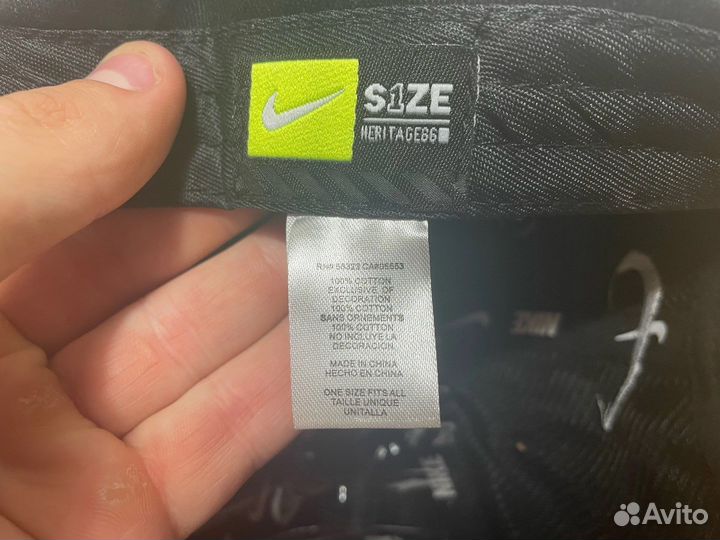 S1ZE
HERITAGE86
RN# 56323 CA#05553
100% COTTON
EXCLUSIVE OF
DECORATION
100% COTTON
SANS ORNEMENTS
100% COTTON
NO INCLUYE LA
DECORACIÓN
MADE IN CHINA
HECHO EN CHINA
ONE SIZE FITS ALL
TAILLE UNIQUE
UNITALLA
NIKE
Avito